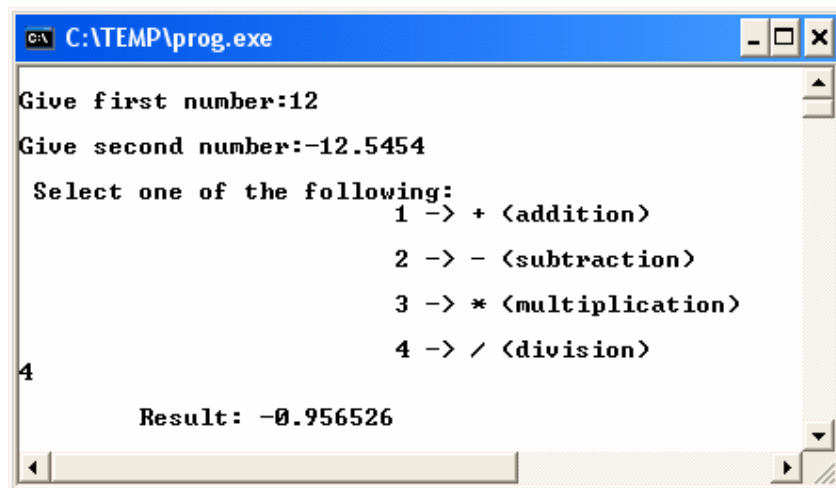 C:\TEMP\prog.exe
Give first number:12
Give second number:-12.5454
Select one of the following:
1 -> + (addition)
2 -> - (subtraction)
3 -> * (multiplication)
4 -> / (division)
4
Result: -0.956526